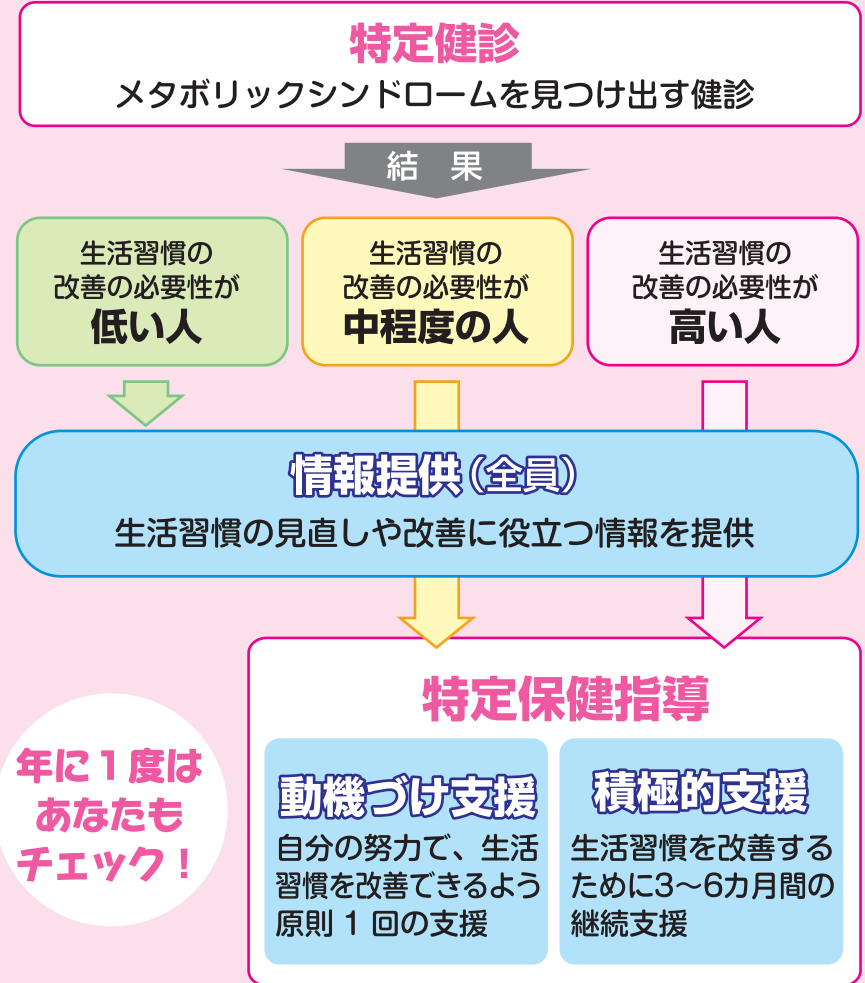 特定健診
メタボリックシンドロームを見つけ出す健診
結　果
生活習慣の
改善の必要性が
低い人
生活習慣の
改善の必要性が
中程度の人
生活習慣の
改善の必要性が
高い人
情報提供（全員）
生活習慣の見直しや改善に役立つ情報を提供
特定保健指導
動機づけ支援
自分の努力で、生活
習慣を改善できるよう
原則 1 回の支援
積極的支援
生活習慣を改善する
ために3～6カ月間の
継続支援
年に1度は
あなたも
チェック！